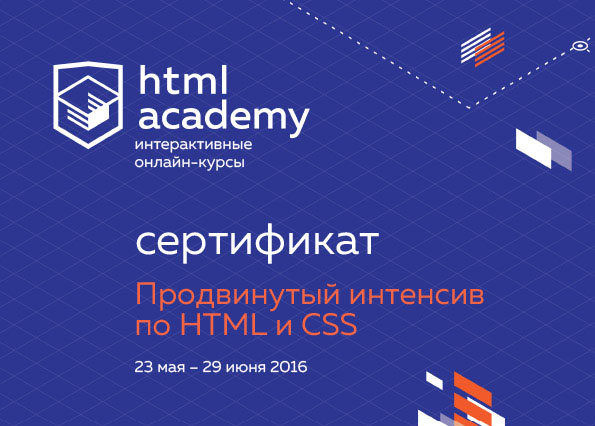 html
academy
интерактивные
онлайн-курсы
сертификат
Продвинутый интенсив
по HTML и CSS
23 мая – 29 июня 2016